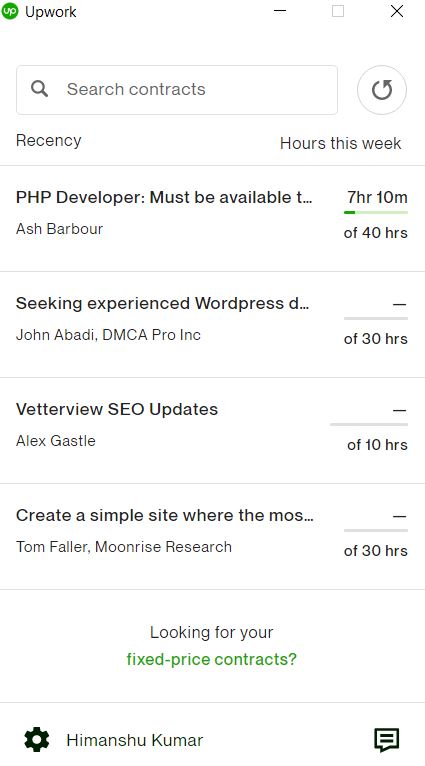 up Upwork
Search contracts
Recency
Hours this week
PHP Developer: Must be available t...
7hr 10m
Ash Barbour
of 40 hrs
Seeking experienced Wordpress d...
—
John Abadi, DMCA Pro Inc
of 30 hrs
Vetterview SEO Updates
—
Alex Gastle
of 10 hrs
Create a simple site where the mos...
—
Tom Faller, Moonrise Research
of 30 hrs
Looking for your
fixed-price contracts?
Himanshu Kumar